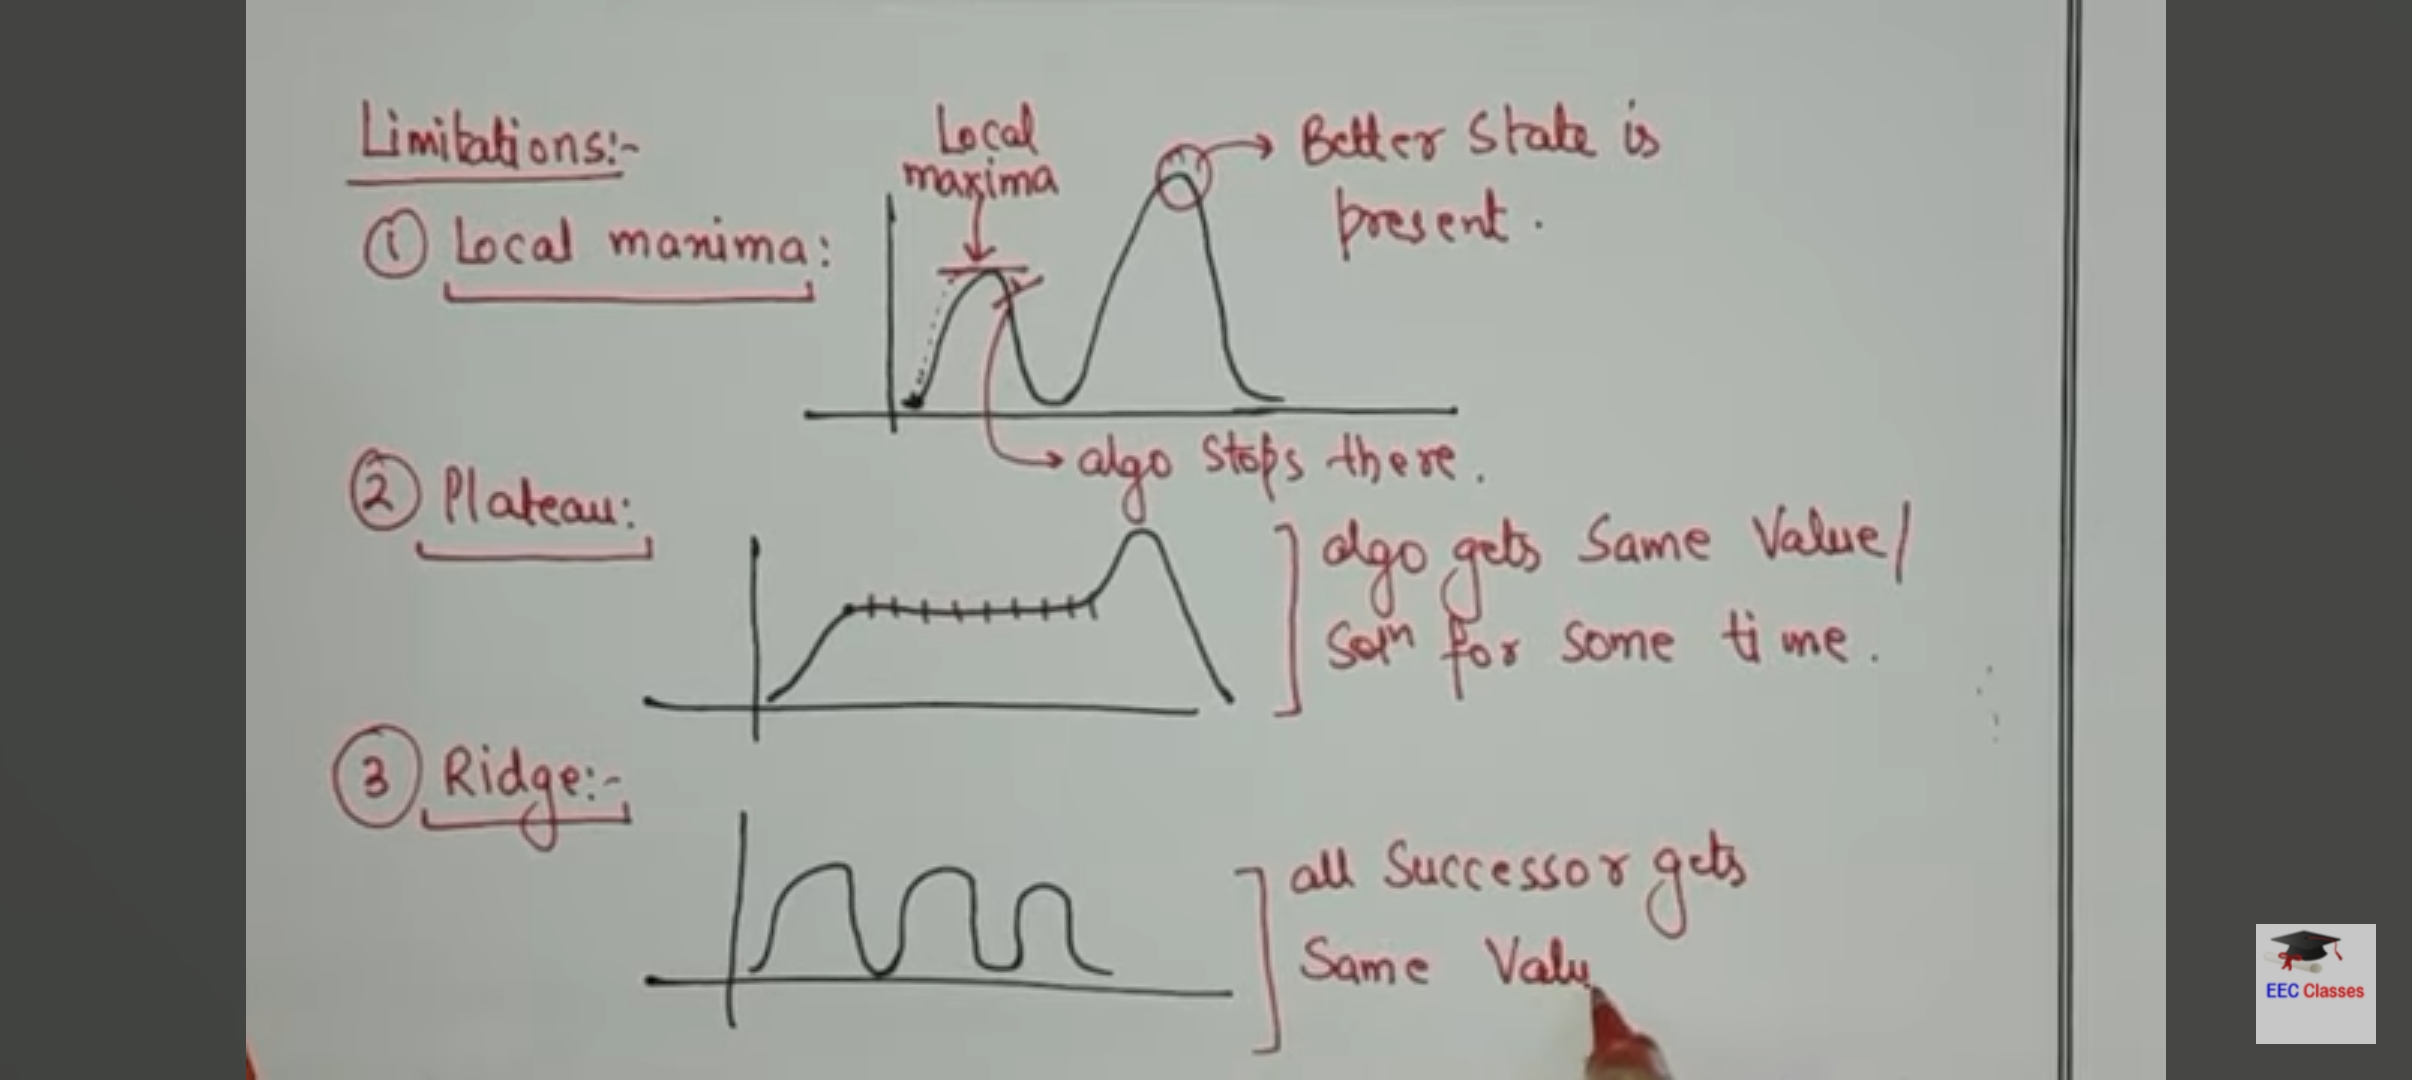 Limitations:-
① Local maxima:
Local
maxima
Better State is
present.
algo stops there.
② Plateau:
algo gets Same Value/
Soln for some time.
③ Ridge:-
all Successor gets
Same Valu
EEC Classes